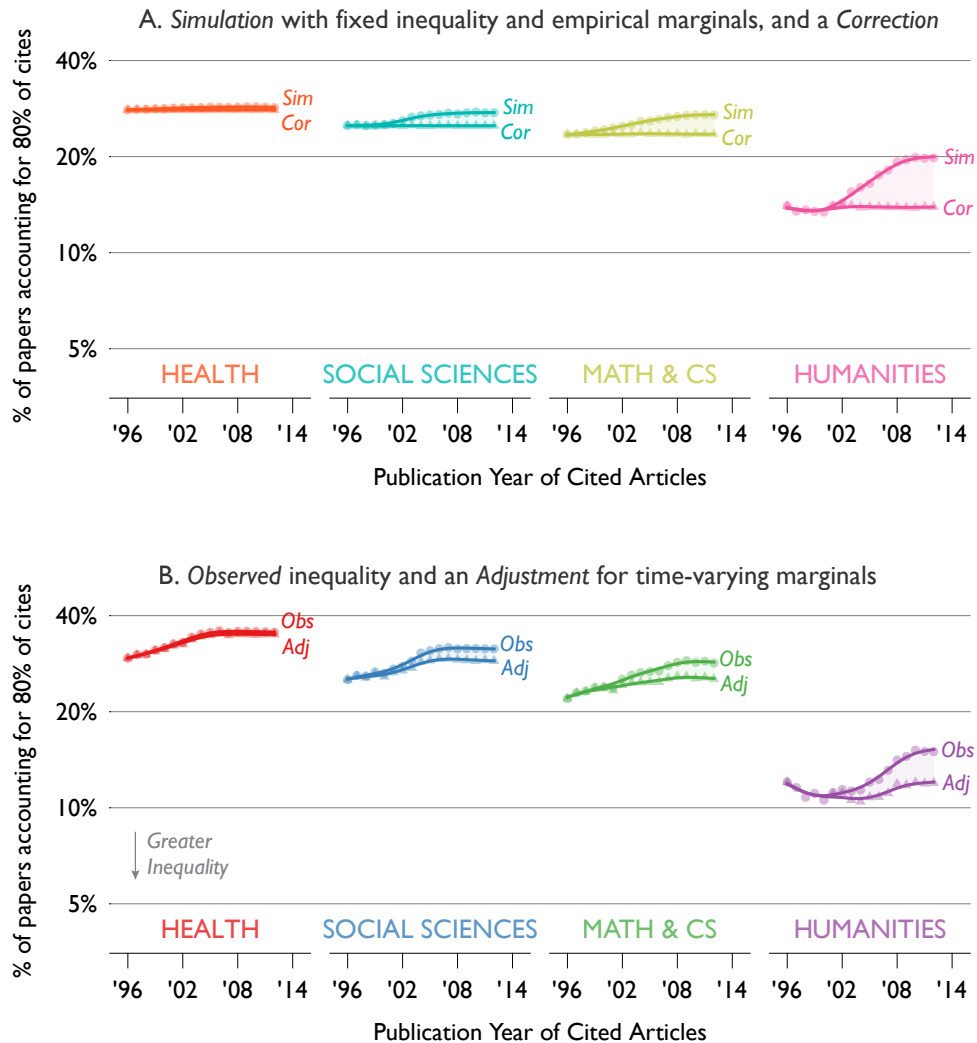 A. Simulation with fixed inequality and empirical marginals, and a Correction
% of papers accounting for 80% of cites
40%
20%
10%
5%
Sim
Cor
Sim
Cor
Sim
Cor
Sim
Cor
HEALTH
SOCIAL SCIENCES
MATH & CS
HUMANITIES
'96 '02 '08 '14
'96 '02 '08 '14
'96 '02 '08 '14
'96 '02 '08 '14
Publication Year of Cited Articles
B. Observed inequality and an Adjustment for time-varying marginals
% of papers accounting for 80% of cites
40%
20%
10%
5%
Obs
Adj
Obs
Adj
Obs
Adj
Obs
Adj
Greater
Inequality
HEALTH
SOCIAL SCIENCES
MATH & CS
HUMANITIES
'96 '02 '08 '14
'96 '02 '08 '14
'96 '02 '08 '14
'96 '02 '08 '14
Publication Year of Cited Articles